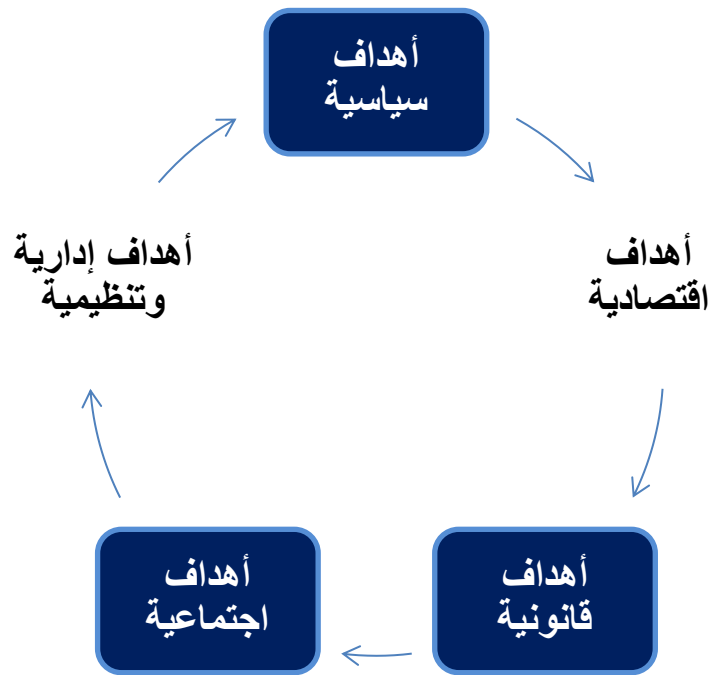 أهداف
سياسية
أهداف
اقتصادية
أهداف
قانونية
أهداف
اجتماعية
أهداف إدارية
وتنظيمية